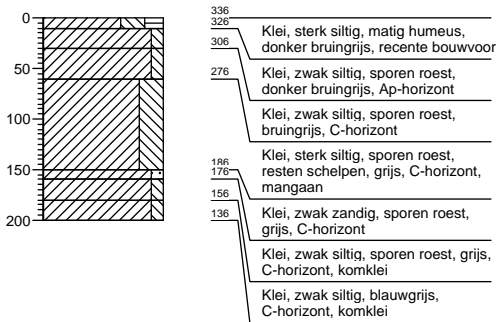 0
50
100
150
200
336
326
Klei, sterk siltig, matig humeus,
donker bruingrijs, recente bouwvoor
306
Klei, zwak siltig, sporen roest,
donker bruingrijs, Ap-horizont
276
Klei, zwak siltig, sporen roest,
bruingrijs, C-horizont
186
Klei, sterk siltig, sporen roest,
resten schelpen, grijs, C-horizont,
mangaan
176
Klei, zwak zandig, sporen roest,
grijs, C-horizont
156
Klei, zwak siltig, sporen roest, grijs,
C-horizont, komklei
136
Klei, zwak siltig, blauwgrijs,
C-horizont, komklei